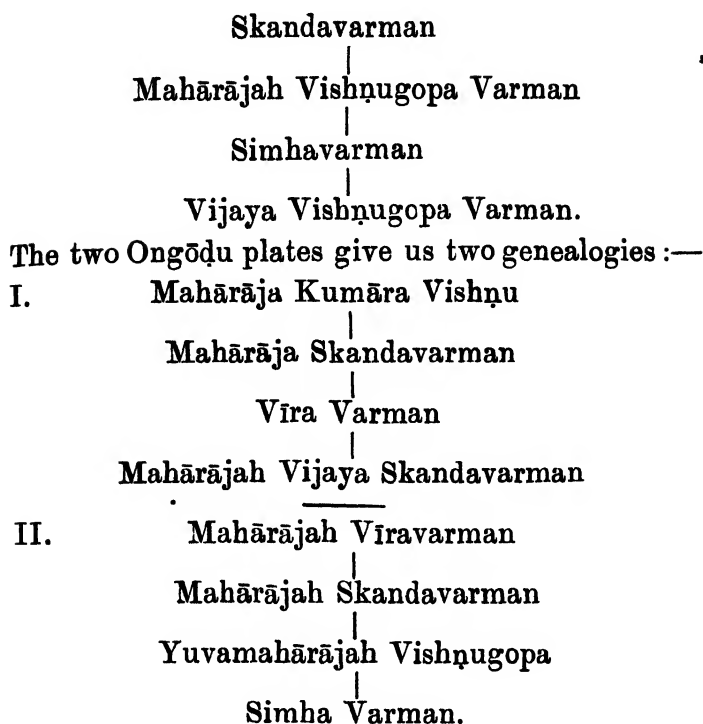 Skandavarman
Mahārājah Vishṇugopa Varman
Simhavarman
Vijaya Vishṇugopa Varman.
The two Ongōḍu plates give us two genealogies :—
I. Mahārāja Kumāra Vishṇu
Mahārāja Skandavarman
Vīra Varman
Mahārājah Vijaya Skandavarman
II. Mahārājah Vīravarman
Mahārājah Skandavarman
Yuvamahārājah Vishṇugopa
Simha Varman.